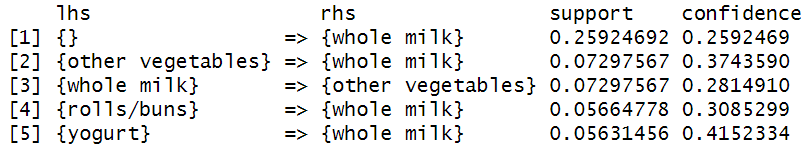 lhs rhs support confidence
[1] {} => {whole milk} 0.25924692 0.2592469
[2] {other vegetables} => {whole milk} 0.07297567 0.3743590
[3] {whole milk} => {other vegetables} 0.07297567 0.2814910
[4] {rolls/buns} => {whole milk} 0.05664778 0.3085299
[5] {yogurt} => {whole milk} 0.05631456 0.4152334